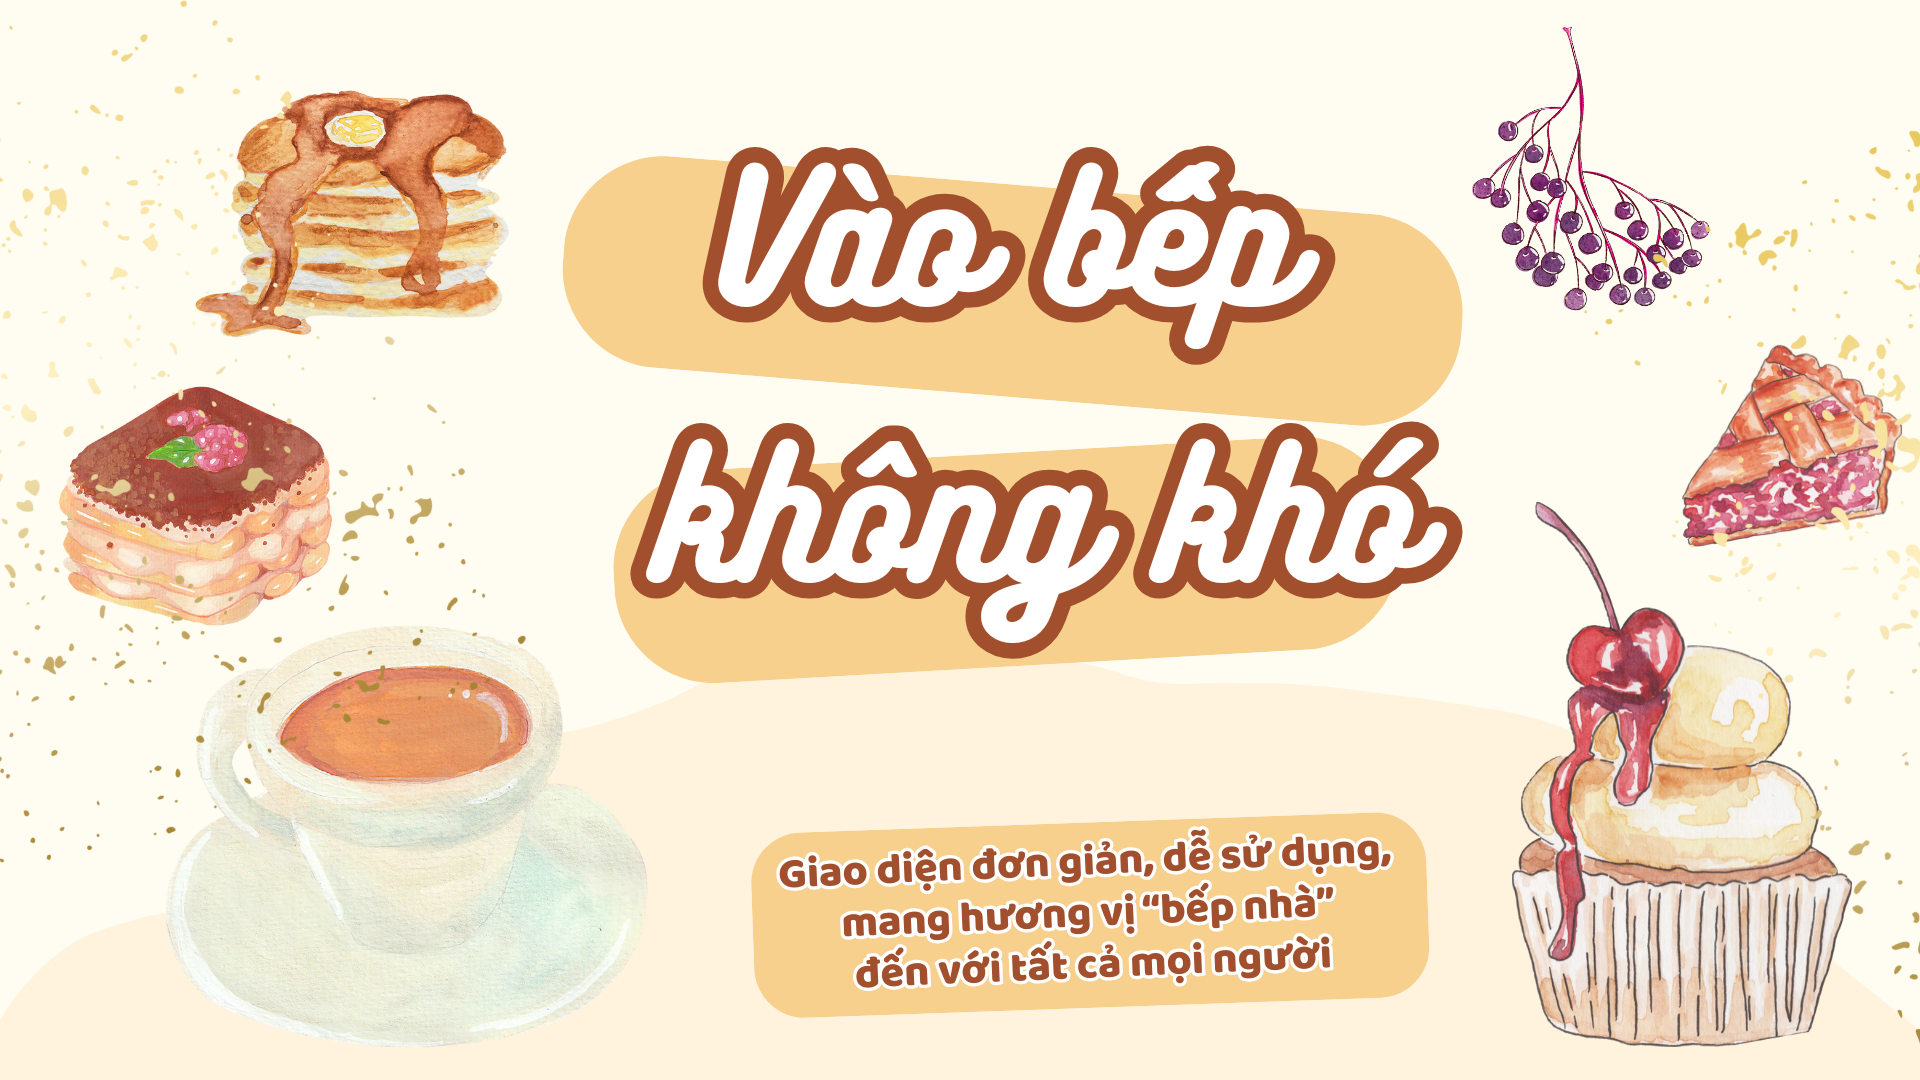 Vào bếp
không khó
Giao diện đơn giản, dễ sử dụng,
mang hương vị “bếp nhà”
đến với tất cả mọi người